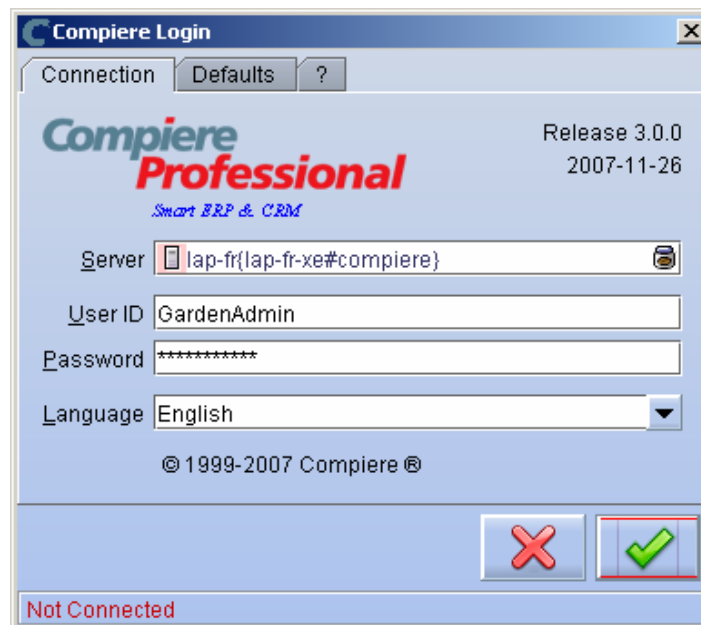 Compiere Login
Connection Defaults ?
Compiere
Professional
Smart ERP & CRM
Release 3.0.0
2007-11-26
Server lap-fr{lap-fr-xe#compiere}
User ID GardenAdmin
Password ***********
Language English
© 1999-2007 Compiere ®
Not Connected